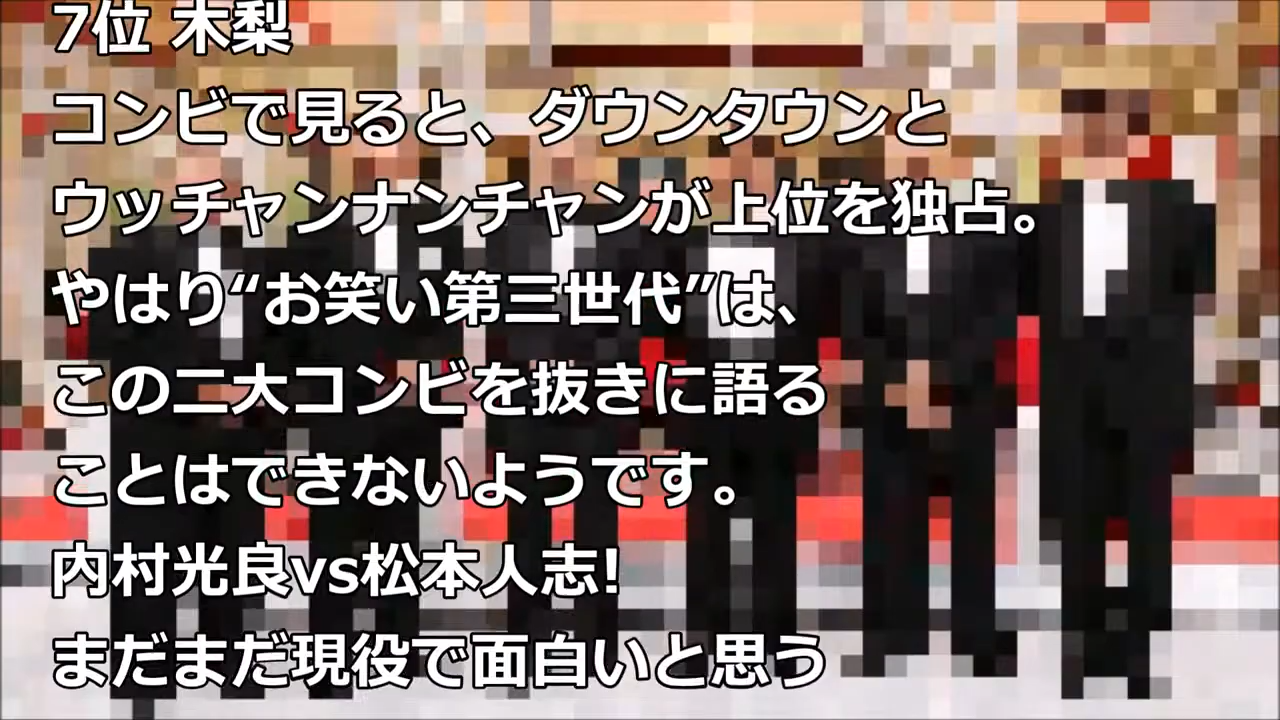 7位 木梨
コンビで見ると、ダウンタウンと
ウッチャンナンチャンが上位を独占。
やはり“お笑い第三世代”は、
この二大コンビを抜きに語る
ことはできないようです。
内村光良vs松本人志!
まだまだ現役で面白いと思う